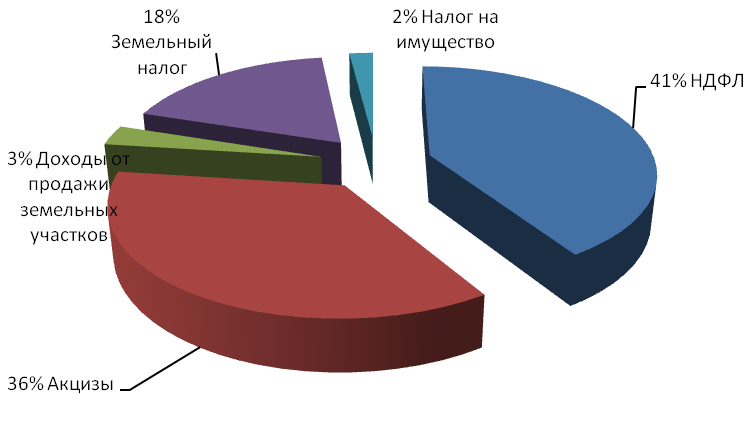 18%
Земельный
налог
2% Налог на
имущество
41% НДФЛ
3% Доходы от
продажи
земельных
участков
36% Акцизы